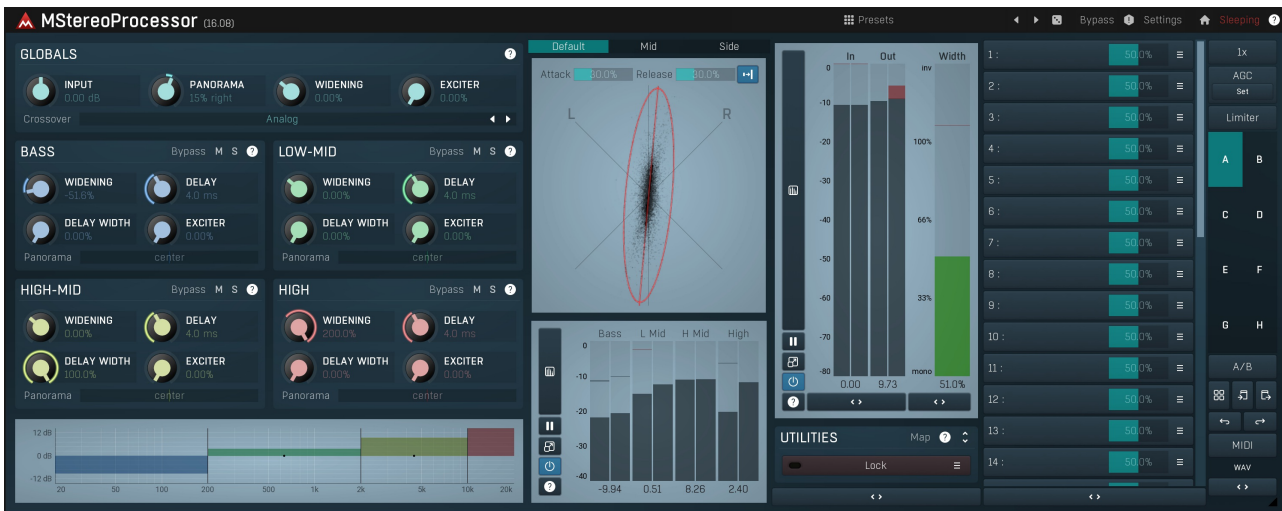 MStereoProcessor (16.08)
Presets
Bypass Settings Sleeping ?
GLOBALS ?
INPUT
0.00 dB
PANORAMA
15% right
WIDENING
0.00%
EXCITER
0.00%
Crossover Analog
BASS Bypass M S ?
WIDENING
-51.6%
DELAY
4.0 ms
DELAY WIDTH
0.00%
EXCITER
0.00%
Panorama center
LOW-MID Bypass M S ?
WIDENING
0.00%
DELAY
4.0 ms
DELAY WIDTH
0.00%
EXCITER
0.00%
Panorama center
HIGH-MID Bypass M S ?
WIDENING
0.00%
DELAY
4.0 ms
DELAY WIDTH
100.0%
EXCITER
0.00%
Panorama center
HIGH Bypass M S ?
WIDENING
200.0%
DELAY
4.0 ms
DELAY WIDTH
0.00%
EXCITER
0.00%
Panorama center
12 dB
0 dB
-12 dB
20 50 100 200 500 1k 2k 5k 10k 20k
Default Mid Side
Attack 30.0% Release 30.0%
L R
Bass L Mid H Mid High
0
-10
-20
-30
-40
-9.94 0.51 8.26 2.40
?
In Out Width
0 inv
-10
-20 100%
-30
-40 66%
-50
-60 33%
-70
-80 mono
0.00 9.73 51.0%
?
UTILITIES Map ?
Lock
1 : 50.0%
2 : 50.0%
3 : 50.0%
4 : 50.0%
5 : 50.0%
6 : 50.0%
7 : 50.0%
8 : 50.0%
9 : 50.0%
10 : 50.0%
11 : 50.0%
12 : 50.0%
13 : 50.0%
14 : 50.0%
1x
AGC
Set
Limiter
A B
C D
E F
G H
A/B
MIDI
WAV